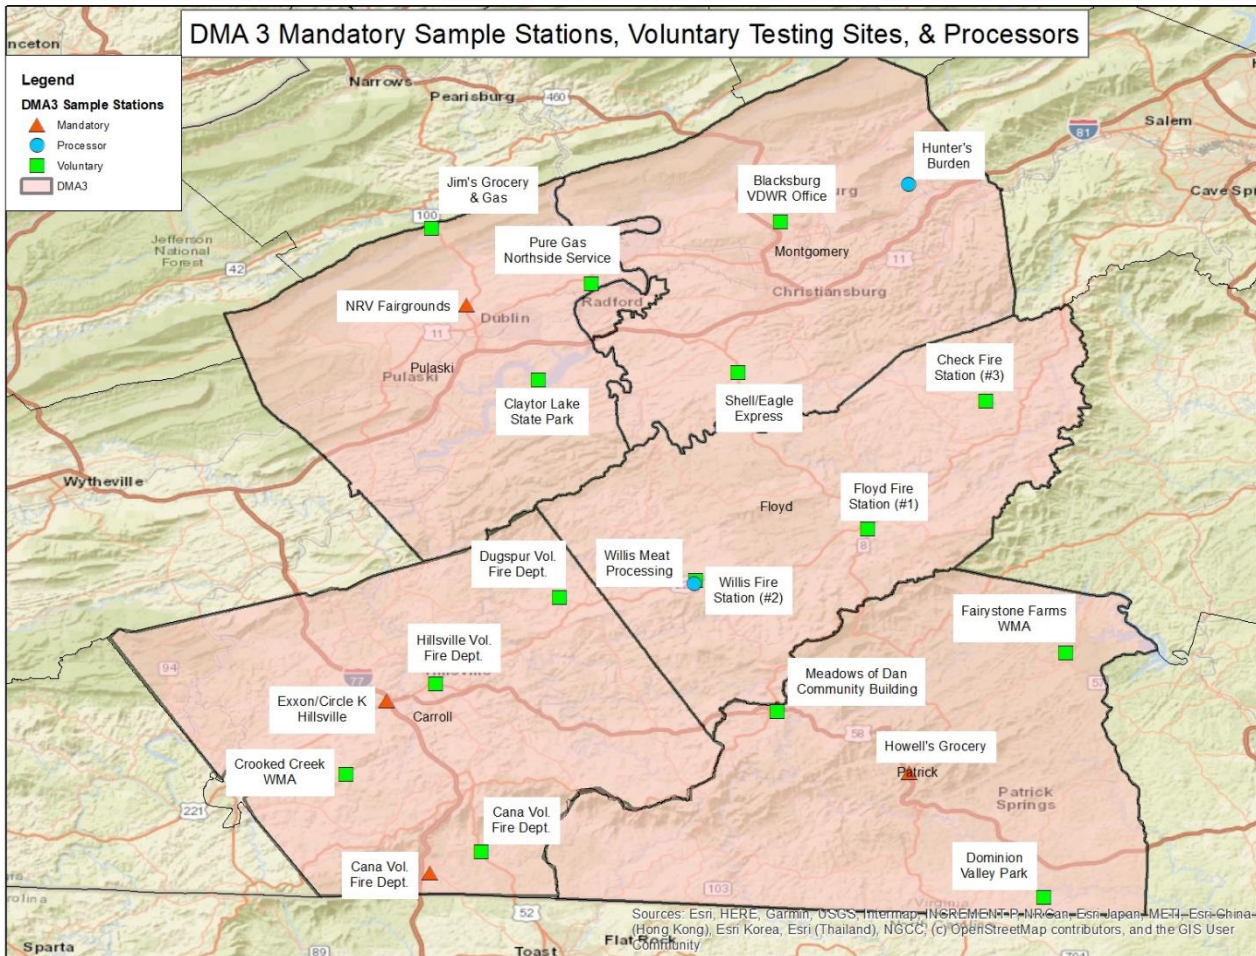 DMA 3 Mandatory Sample Stations, Voluntary Testing Sites, & Processors
Legend
DMA3 Sample Stations
Mandatory
Processor
Voluntary
DMA3
inceton
Narrows
Pearisburg
460
81
Salem
Cave Spr
Hunter's
Burden
Blacksburg
VDWR Office
Montgomery
11
Christiansburg
Jim's Grocery
& Gas
100
Jefferson
National
Forest
42
Pure Gas
Northside Service
Radford
NRV Fairgrounds
Dublin
11
Pulaski
Pulaski
Claytor Lake
State Park
Shell/Eagle
Express
Check Fire
Station (#3)
Wytheville
Floyd
Floyd Fire
Station (#1)
8
Dugspur Vol.
Fire Dept.
Willis Meat
Processing
Willis Fire
Station (#2)
Fairystone Farms
WMA
57
94
77
Hillsville Vol.
Fire Dept.
Exxon/Circle K
Hillsville
Carroll
Meadows of Dan
Community Building
58
Howell's Grocery
Patrick
Patrick
Springs
Crooked Creek
WMA
221
Cana Vol.
Fire Dept.
Cana Vol.
Fire Dept.
Dominion
Valley Park
103
Virginia
52
Sparta
89
Toast
Flat Rock
704
Sources: Esri, HERE, Garmin, USGS, Intermap, INCREMENT P, NRCan, Esri Japan, METI, Esri China
(Hong Kong), Esri Korea, Esri (Thailand), NGCC, (c) OpenStreetMap contributors, and the GIS User
Community